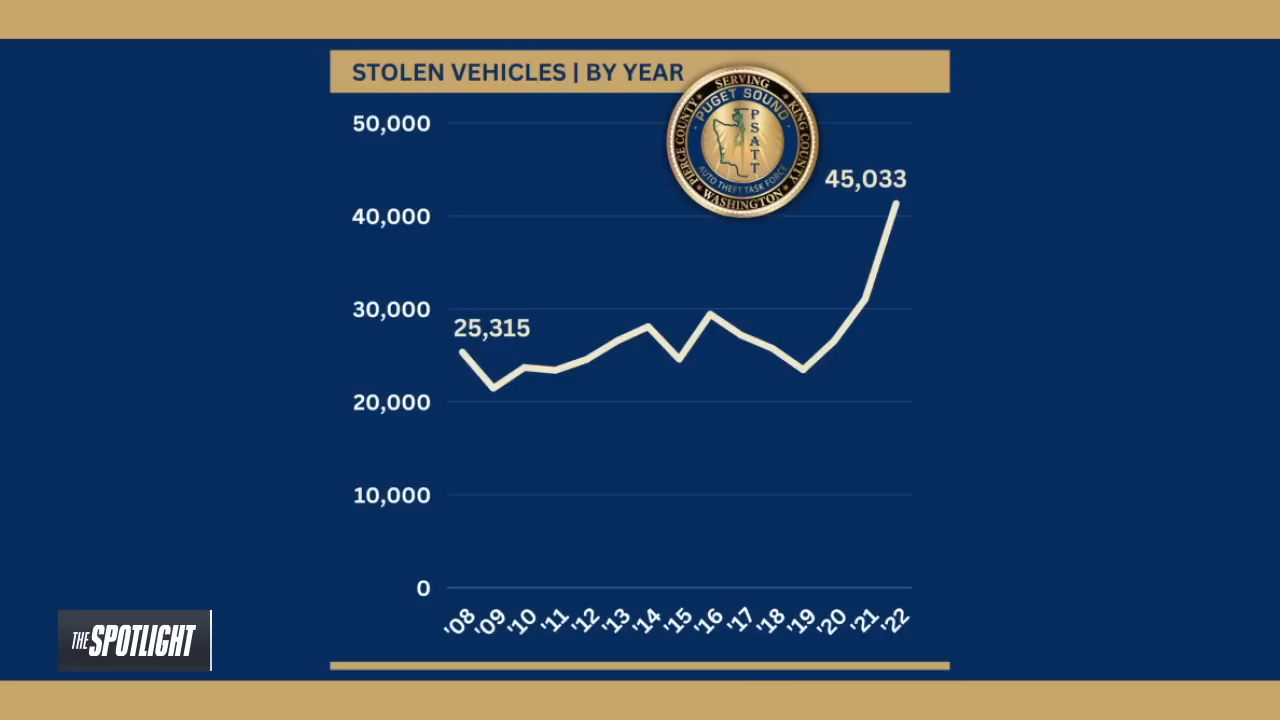 STOLEN VEHICLES | BY YEAR
SERVING
PIERCE COUNTY
KING COUNTY
WASHINGTON
PUGET SOUND
PSATT
AUTO THEFT TASK FORCE
50,000
45,033
40,000
30,000
25,315
20,000
10,000
0
'08 '09 '10 '11 '12 '13 '14 '15 '16 '17 '18 '19 '20 '21 '22
THE SPOTLIGHT